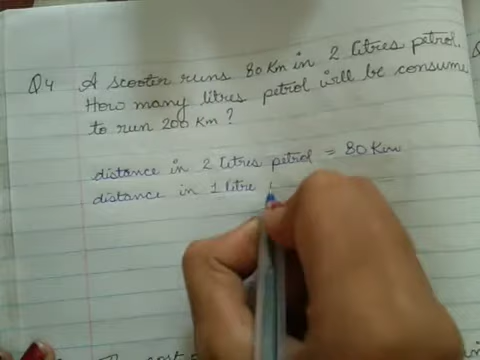 Q4 A scooter runs 80 Km in 2 litres petrol.
How many litres petrol will be consume
to run 200 Km?
distance in 2 litres petrol = 80 Km
distance in 1 litre